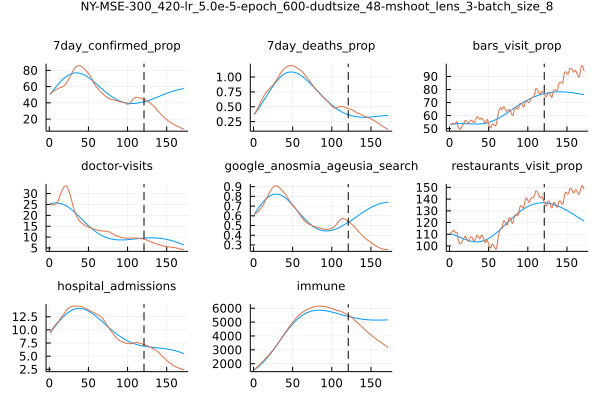 NY-MSE-300_420-lr_5.0e-5-epoch_600-dudtsize_48-mshoot_lens_3-batch_size_8
7day_confirmed_prop 7day_deaths_prop bars_visit_prop
80 60 40 20 1.00 0.75 0.50 0.25 90 80 70 60 50
0 50 100 150 0 50 100 150 0 50 100 150
doctor-visits google_anosmia_ageusia_search restaurants_visit_prop
30 25 20 15 10 5 0.9 0.8 0.7 0.6 0.5 0.4 0.3 150 140 130 120 110 100
0 50 100 150 0 50 100 150 0 50 100 150
hospital_admissions immune
12.5 10.0 7.5 5.0 2.5 6000 5000 4000 3000 2000
0 50 100 150 0 50 100 150